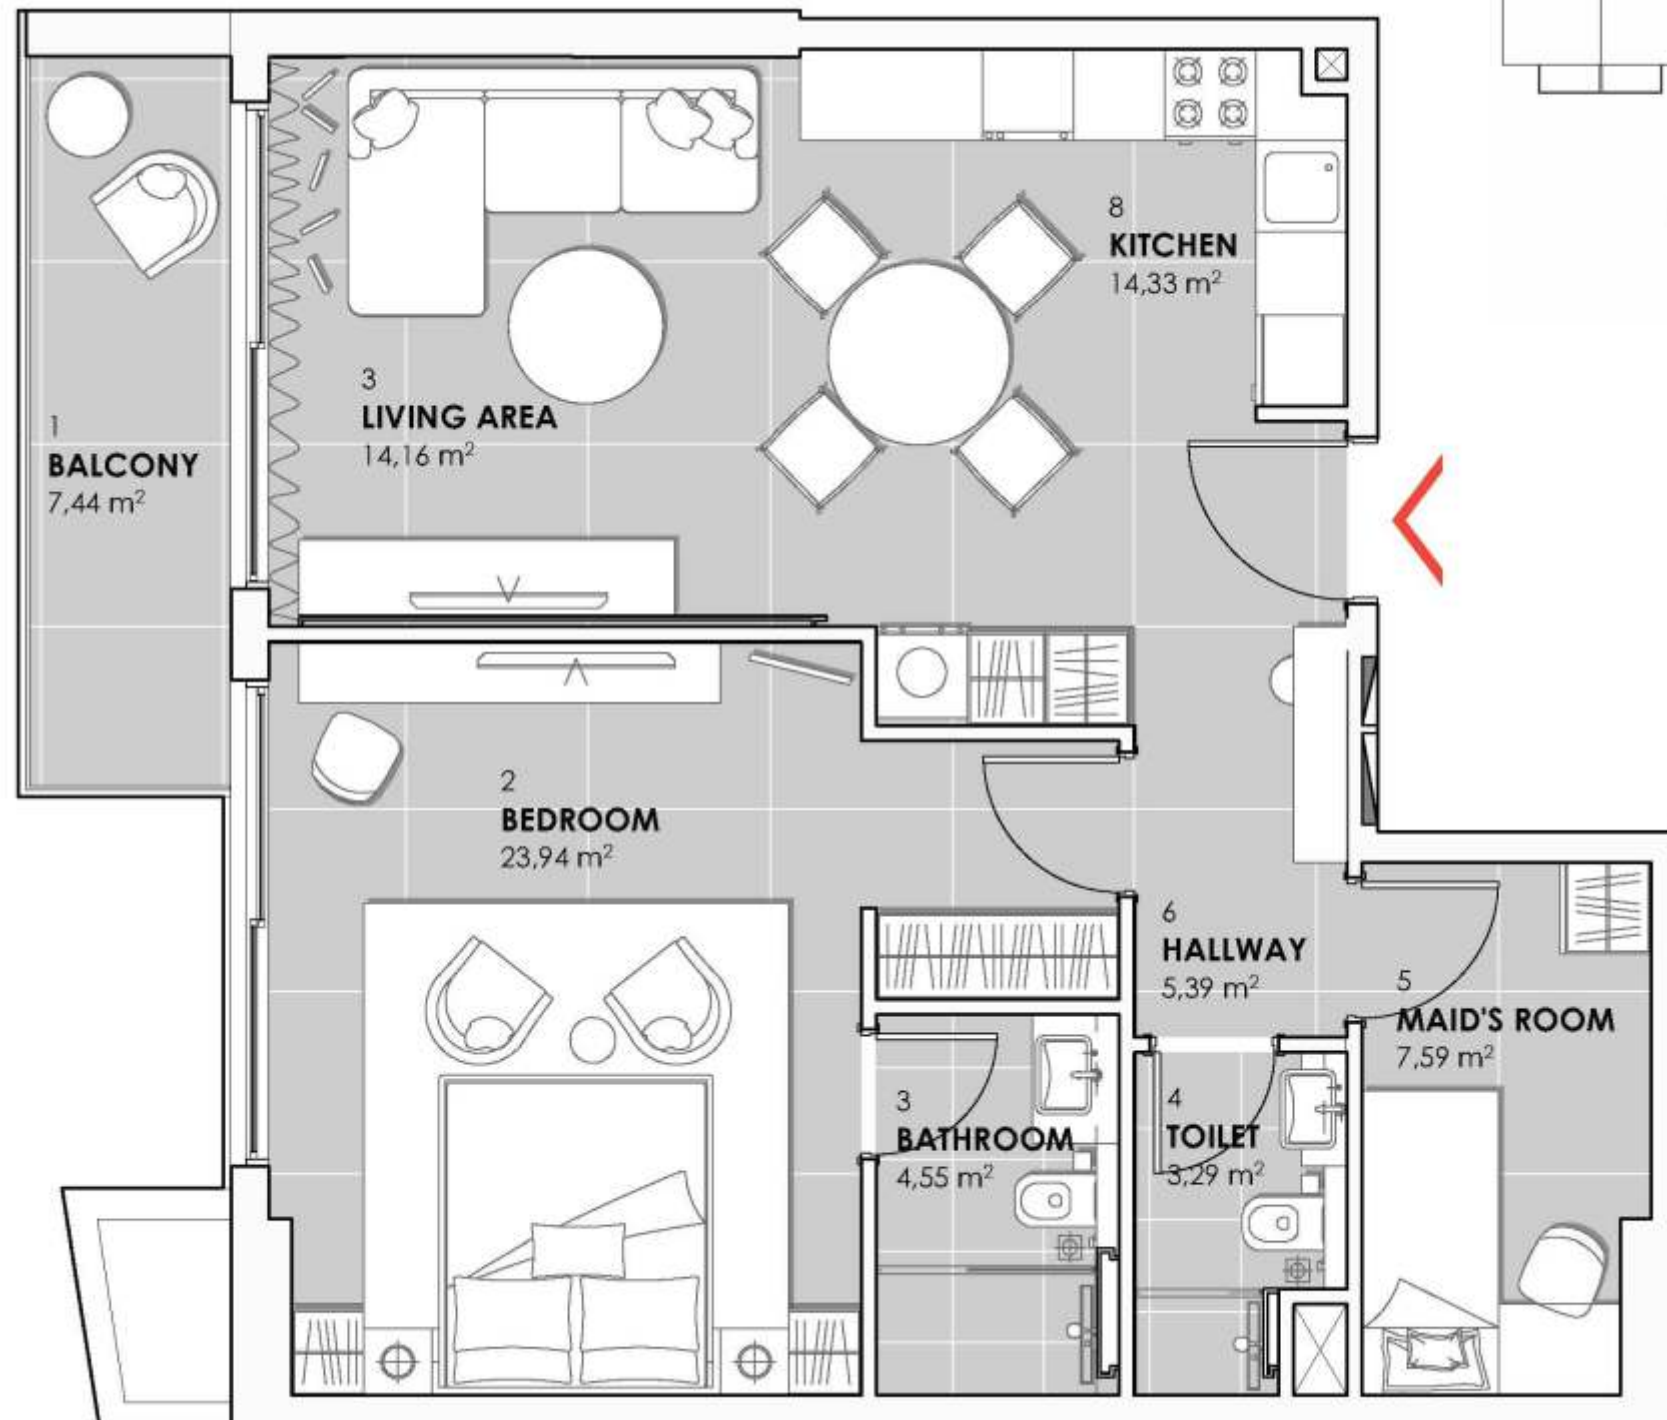 8
KITCHEN
14,33 m²
3
LIVING AREA
14,16 m²
1
BALCONY
7,44 m²
2
BEDROOM
23,94 m²
6
HALLWAY
5,39 m²
5
MAID'S ROOM
7,59 m²
3
BATHROOM
4,55 m²
4
TOILET
3,29 m²